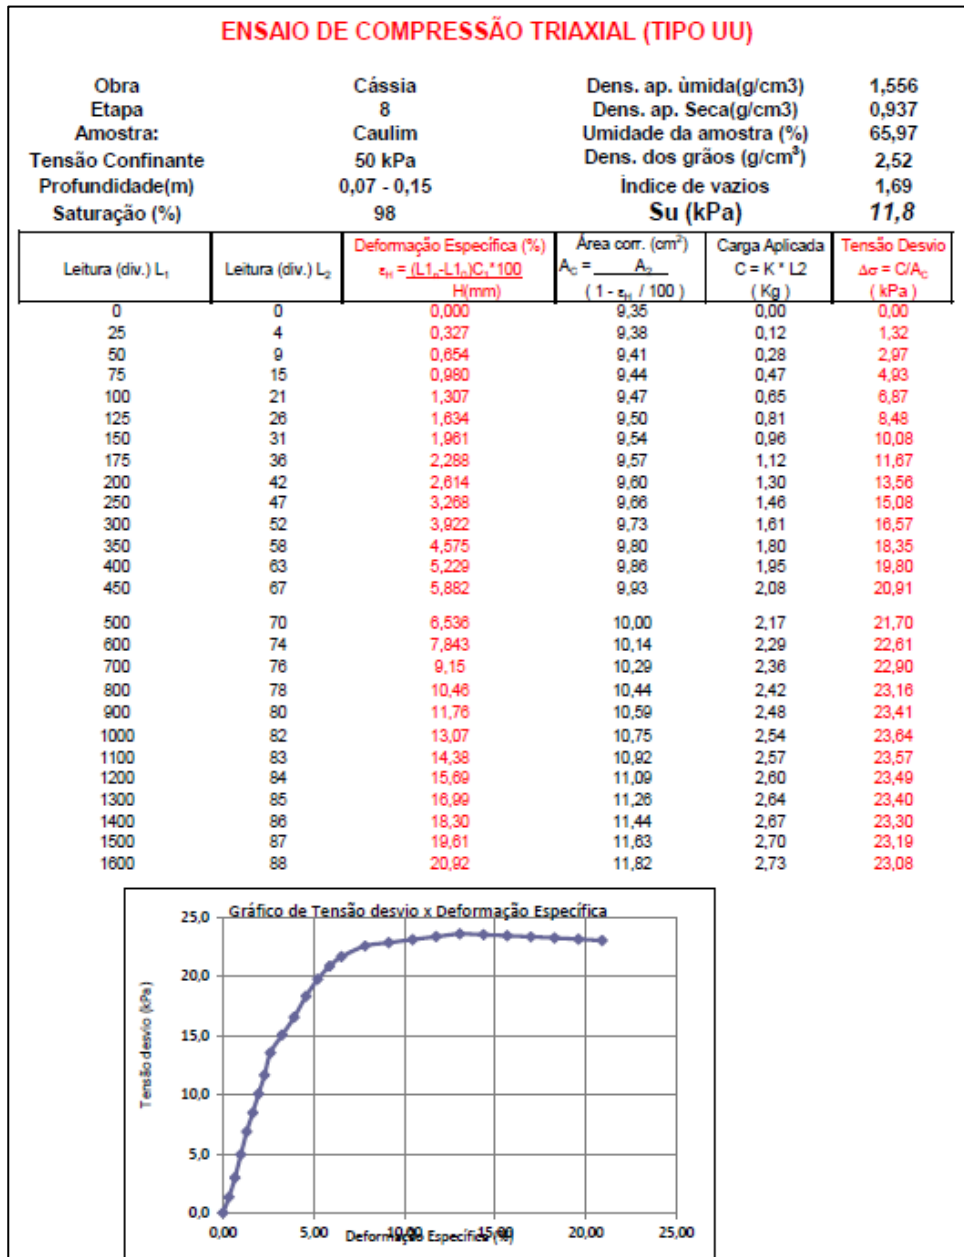 ENSAIO DE COMPRESSÃO TRIAXIAL (TIPO UU)
Obra Cássia Dens. ap. ùmida(g/cm3) 1,556
Etapa 8 Dens. ap. Seca(g/cm3) 0,937
Amostra: Caulim Umidade da amostra (%) 65,97
Tensão Confinante 50 kPa Dens. dos grãos (g/cm³) 2,52
Profundidade(m) 0,07 - 0,15 Índice de vazios 1,69
Saturação (%) 98 Su (kPa) 11,8
Deformação Específica (%) Área corr. (cm²) Carga Aplicada Tensão Desvio
Leitura (div.) L₁ Leitura (div.) L₂ εH = (L1ₙ-L1₀)C₁*100 AC = A₂ C = K * L2 Δσ = C/AC
H(mm) ( 1 - εH / 100 ) ( Kg ) ( kPa )
0 0 0,000 9,35 0,00 0,00
25 4 0,327 9,38 0,12 1,32
50 9 0,654 9,41 0,28 2,97
75 15 0,980 9,44 0,47 4,93
100 21 1,307 9,47 0,65 6,87
125 26 1,634 9,50 0,81 8,48
150 31 1,961 9,54 0,96 10,08
175 36 2,288 9,57 1,12 11,67
200 42 2,614 9,60 1,30 13,56
250 47 3,268 9,66 1,46 15,08
300 52 3,922 9,73 1,61 16,57
350 58 4,575 9,80 1,80 18,35
400 63 5,229 9,86 1,95 19,80
450 67 5,882 9,93 2,08 20,91
500 70 6,536 10,00 2,17 21,70
600 74 7,843 10,14 2,29 22,61
700 76 9,15 10,29 2,36 22,90
800 78 10,46 10,44 2,42 23,16
900 80 11,76 10,59 2,48 23,41
1000 82 13,07 10,75 2,54 23,64
1100 83 14,38 10,92 2,57 23,57
1200 84 15,69 11,09 2,60 23,49
1300 85 16,99 11,26 2,64 23,40
1400 86 18,30 11,44 2,67 23,30
1500 87 19,61 11,63 2,70 23,19
1600 88 20,92 11,82 2,73 23,08
Gráfico de Tensão desvio x Deformação Específica
25,0
20,0
15,0
10,0
5,0
0,0
Tensão desvio (kPa)
0,00 5,00 10,00 15,00 20,00 25,00
Deformação Específica (%)